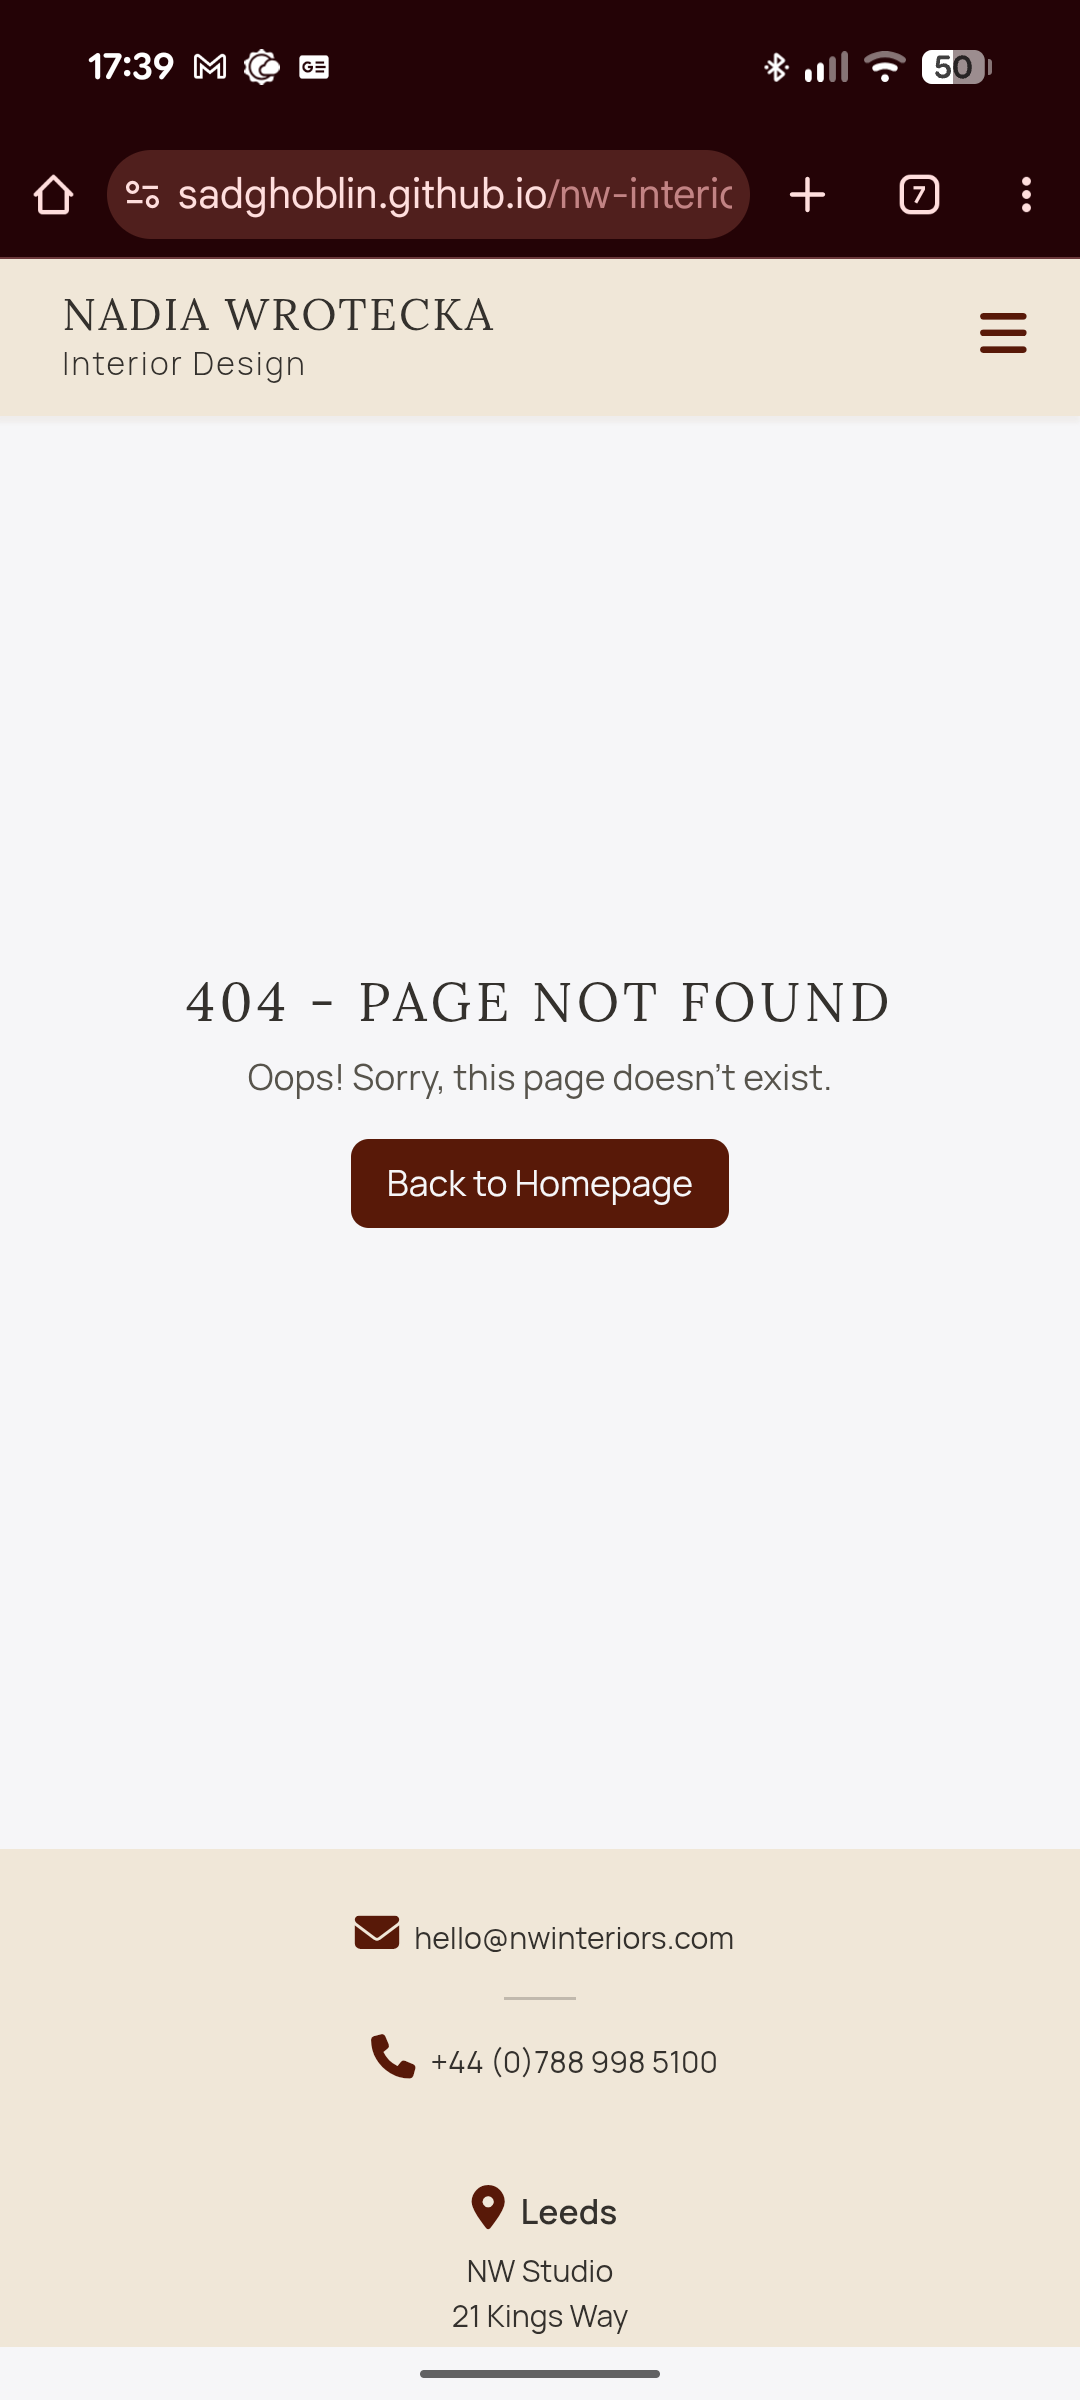 17:39
50
sadghoblin.github.io/nw-interio
7
NADIA WROTECKA
Interior Design
404 - PAGE NOT FOUND
Oops! Sorry, this page doesn't exist.
Back to Homepage
hello@nwinteriors.com
+44 (0)788 998 5100
Leeds
NW Studio
21 Kings Way